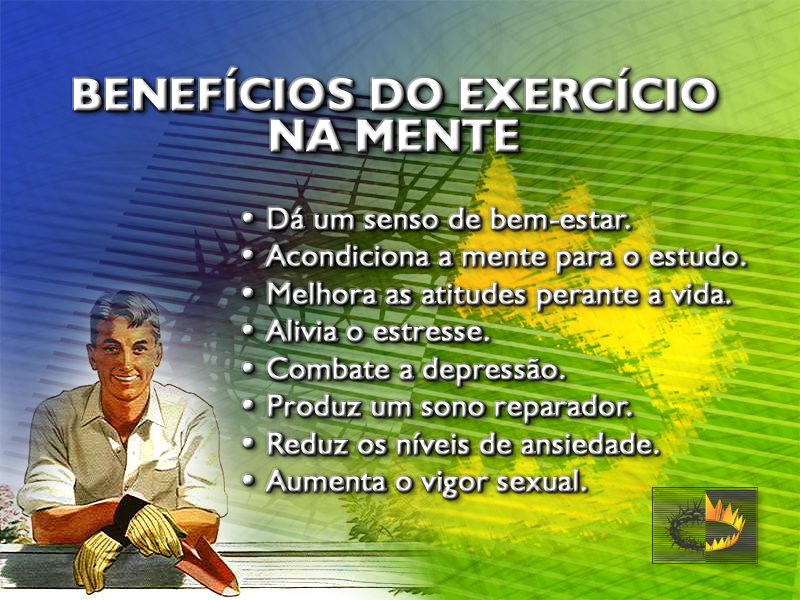 BENEFÍCIOS DO EXERCÍCIO
NA MENTE
• Dá um senso de bem-estar.
• Acondiciona a mente para o estudo.
• Melhora as atitudes perante a vida.
• Alivia o estresse.
• Combate a depressão.
• Produz um sono reparador.
• Reduz os níveis de ansiedade.
• Aumenta o vigor sexual.